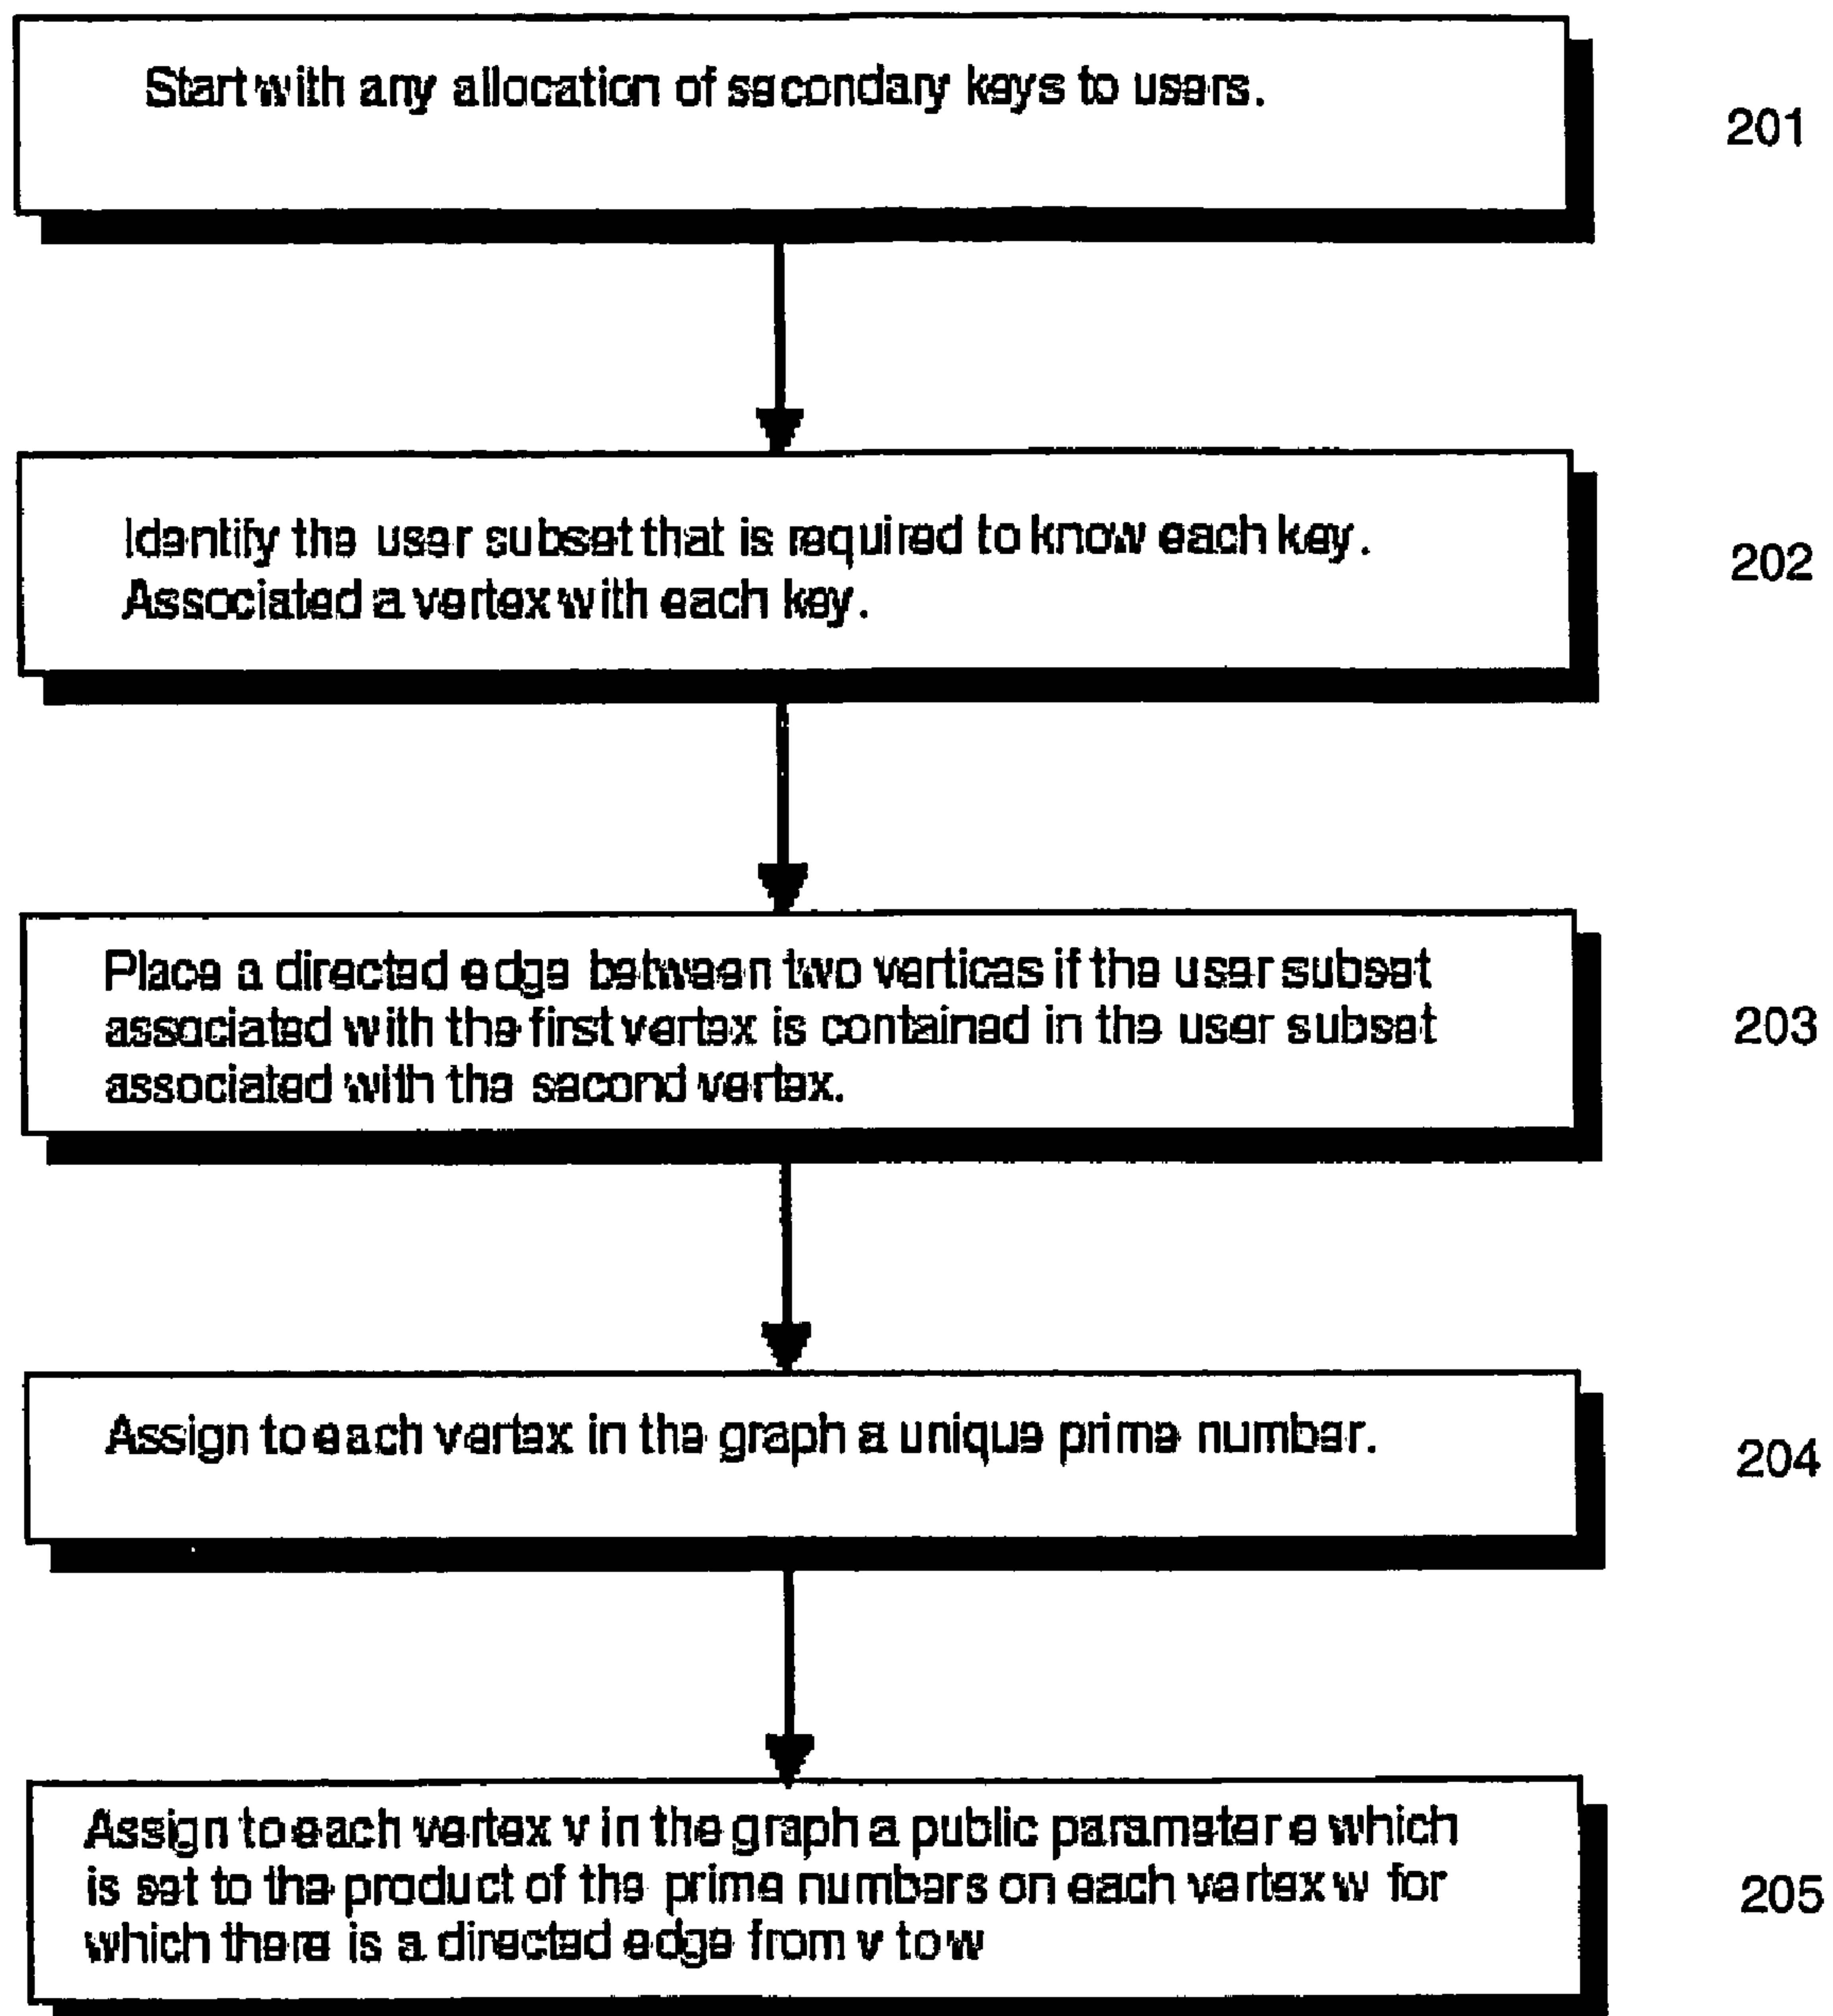 Start with any allocation of secondary keys to users.
201
Identify the user subset that is required to know each key.
Associated a vertex with each key.
202
Place a directed edge between two vertices if the user subset
associated with the first vertex is contained in the user subset
associated with the second vertex.
203
Assign to each vertex in the graph a unique prime number.
204
Assign to each vertex v in the graph a public parameter e which
is set to the product of the prime numbers on each vertex w for
which there is a directed edge from v to w
205